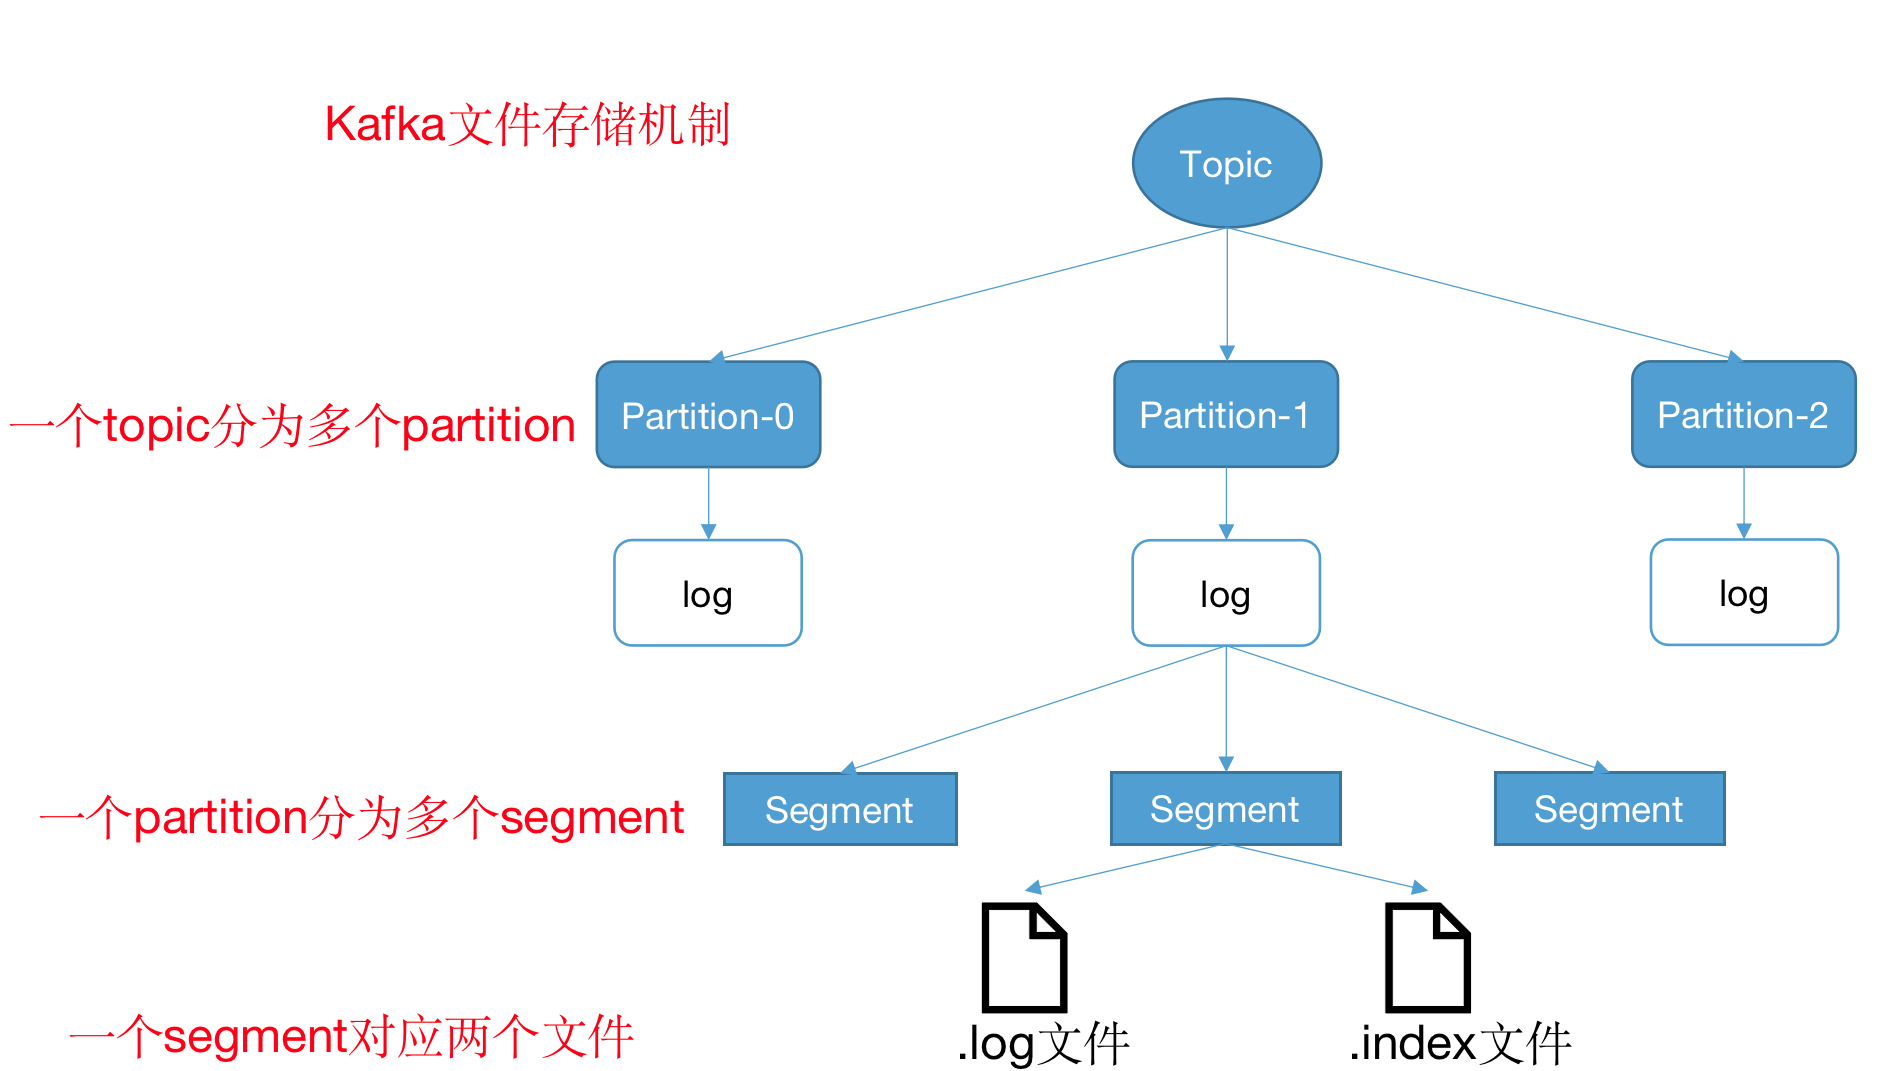 Kafka文件存储机制
Topic
一个topic分为多个partition
Partition-0
Partition-1
Partition-2
log
log
log
一个partition分为多个segment
Segment
Segment
Segment
一个segment对应两个文件
.log文件
.index文件